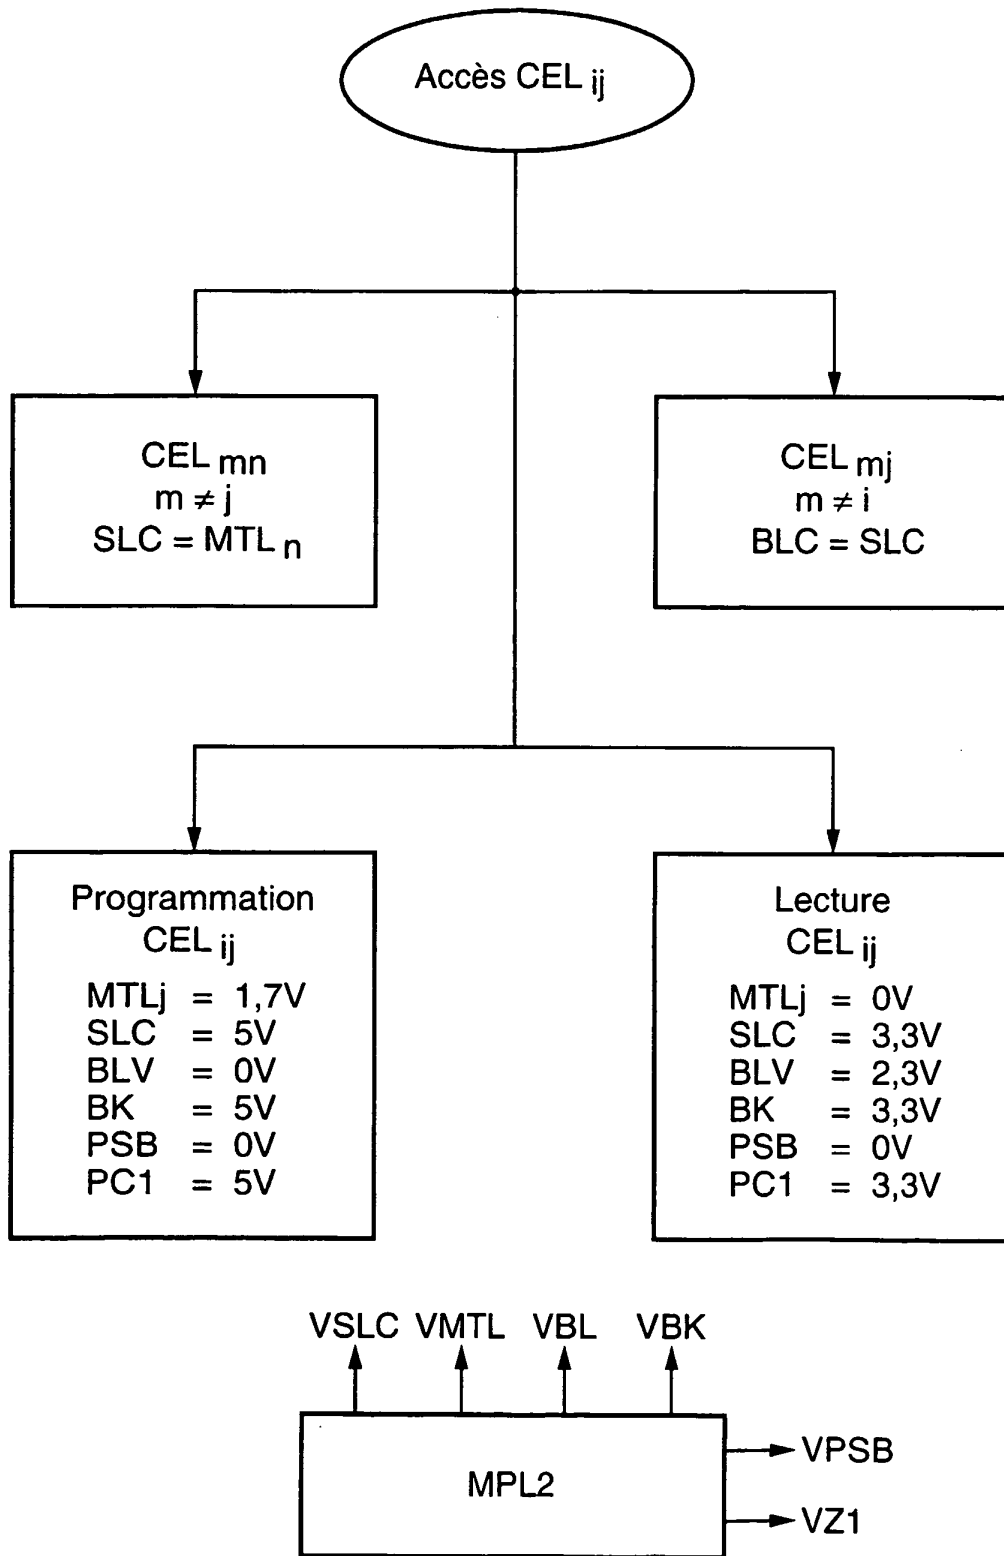 Accès CEL ij
CEL mn
m ≠ j
SLC = MTL n
CEL mj
m ≠ i
BLC = SLC
Programmation
CEL ij
MTLj = 1,7V
SLC = 5V
BLV = 0V
BK = 5V
PSB = 0V
PC1 = 5V
Lecture
CEL ij
MTLj = 0V
SLC = 3,3V
BLV = 2,3V
BK = 3,3V
PSB = 0V
PC1 = 3,3V
VSLC VMTL VBL VBK
MPL2
VPSB
VZ1